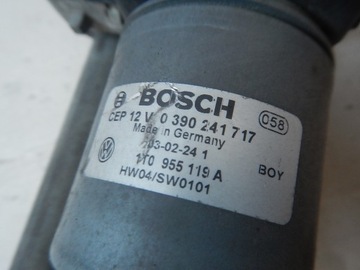 BOSCH
CEP 12 V 0 390 241 717
058
Made in Germany
03-02-24 1
1T0 955 119 A
BOY
HW04/SW0101